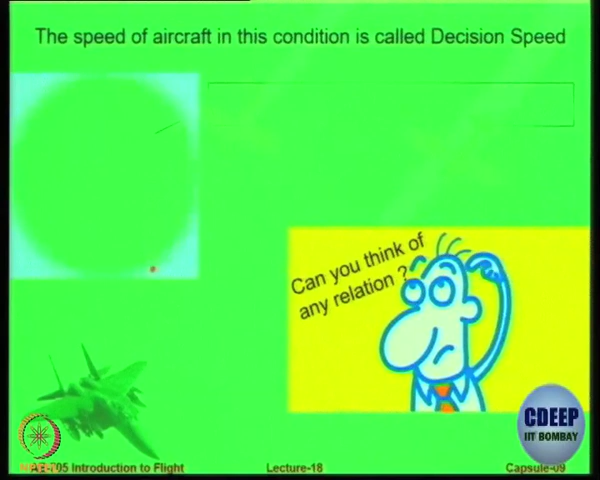 The speed of aircraft in this condition is called Decision Speed
Can you think of
any relation ?
CDEEP
IIT BOMBAY
Introduction to Flight
Lecture-18
Capsule-09